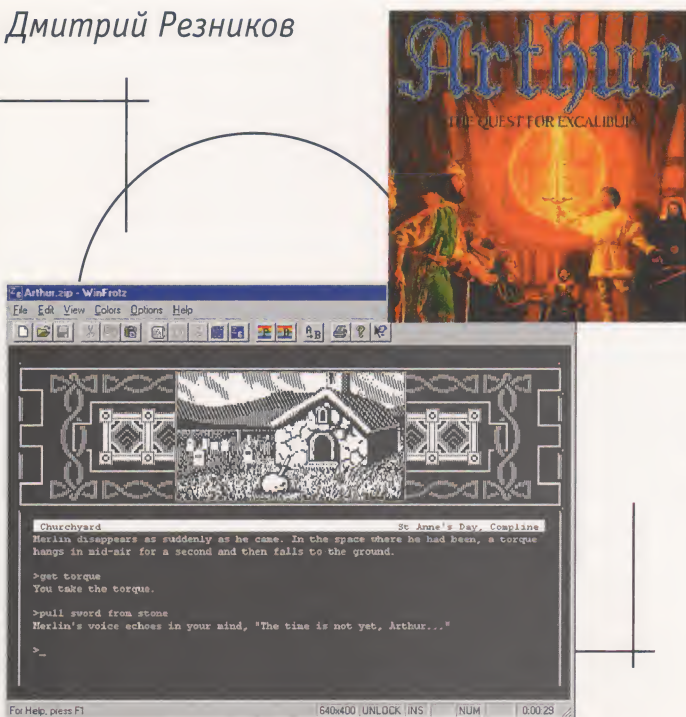 Дмитрий Резников
Arthur
THE QUEST FOR EXCALIBUR
Arthur.zip - WinFrotz
File Edit View Colors Options Help
Churchyard St Anne's Day, Compline
Merlin disappears as suddenly as he came. In the space where he had been, a torque
hangs in mid-air for a second and then falls to the ground.
>get torque
You take the torque.
>pull sword from stone
Merlin's voice echoes in your mind, "The time is not yet, Arthur..."
>_
For Help, press F1 640x400 UNLOCK INS NUM 0:00:29